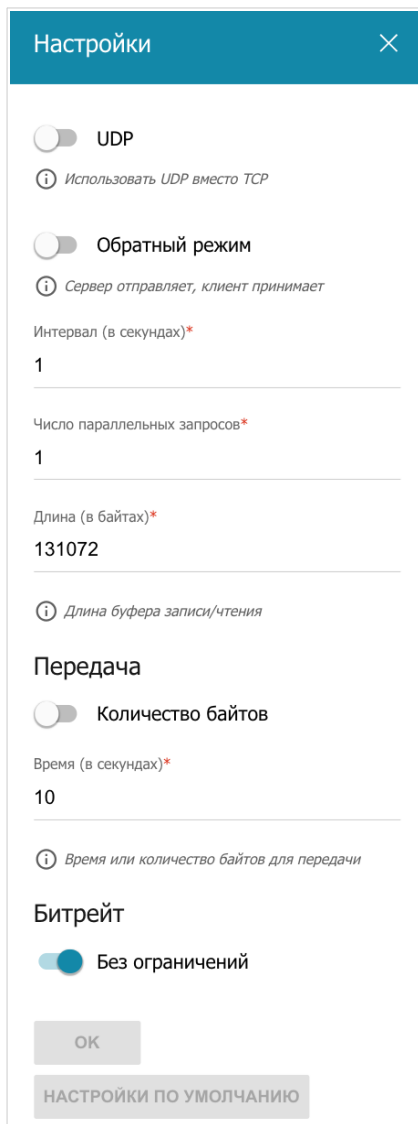 Настройки
UDP
Использовать UDP вместо TCP
Обратный режим
Сервер отправляет, клиент принимает
Интервал (в секундах)*
1
Число параллельных запросов*
1
Длина (в байтах)*
131072
Длина буфера записи/чтения
Передача
Количество байтов
Время (в секундах)*
10
Время или количество байтов для передачи
Битрейт
Без ограничений
ОК
НАСТРОЙКИ ПО УМОЛЧАНИЮ